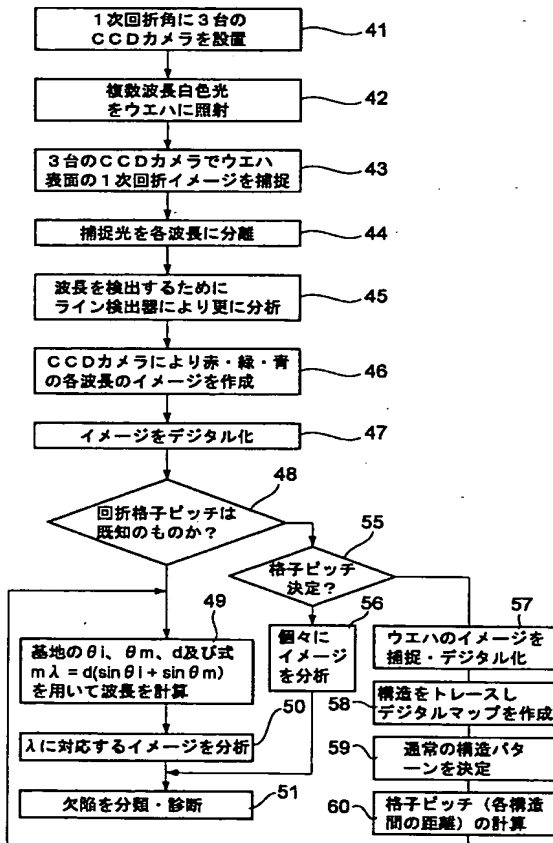 1次回折角に3台の
CCDカメラを設置
41
複数波長白色光
をウエハに照射
42
3台のCCDカメラでウエハ
表面の1次回折イメージを捕捉
43
捕捉光を各波長に分離
44
波長を検出するために
ライン検出器により更に分析
45
CCDカメラにより赤・緑・青
の各波長のイメージを作成
46
イメージをデジタル化
47
回折格子ピッチは
既知のものか?
48
格子ピッチ
決定?
55
基地のθi、θm、d及び式
mλ=d(sinθi+sinθm)
を用いて波長を計算
49
λに対応するイメージを分析
50
欠陥を分類・診断
51
個々に
イメージ
を分析
56
ウエハのイメージを
捕捉・デジタル化
57
構造をトレースし
デジタルマップを作成
58
通常の構造パタ
ーンを決定
59
格子ピッチ(各構造
間の距離)の計算
60